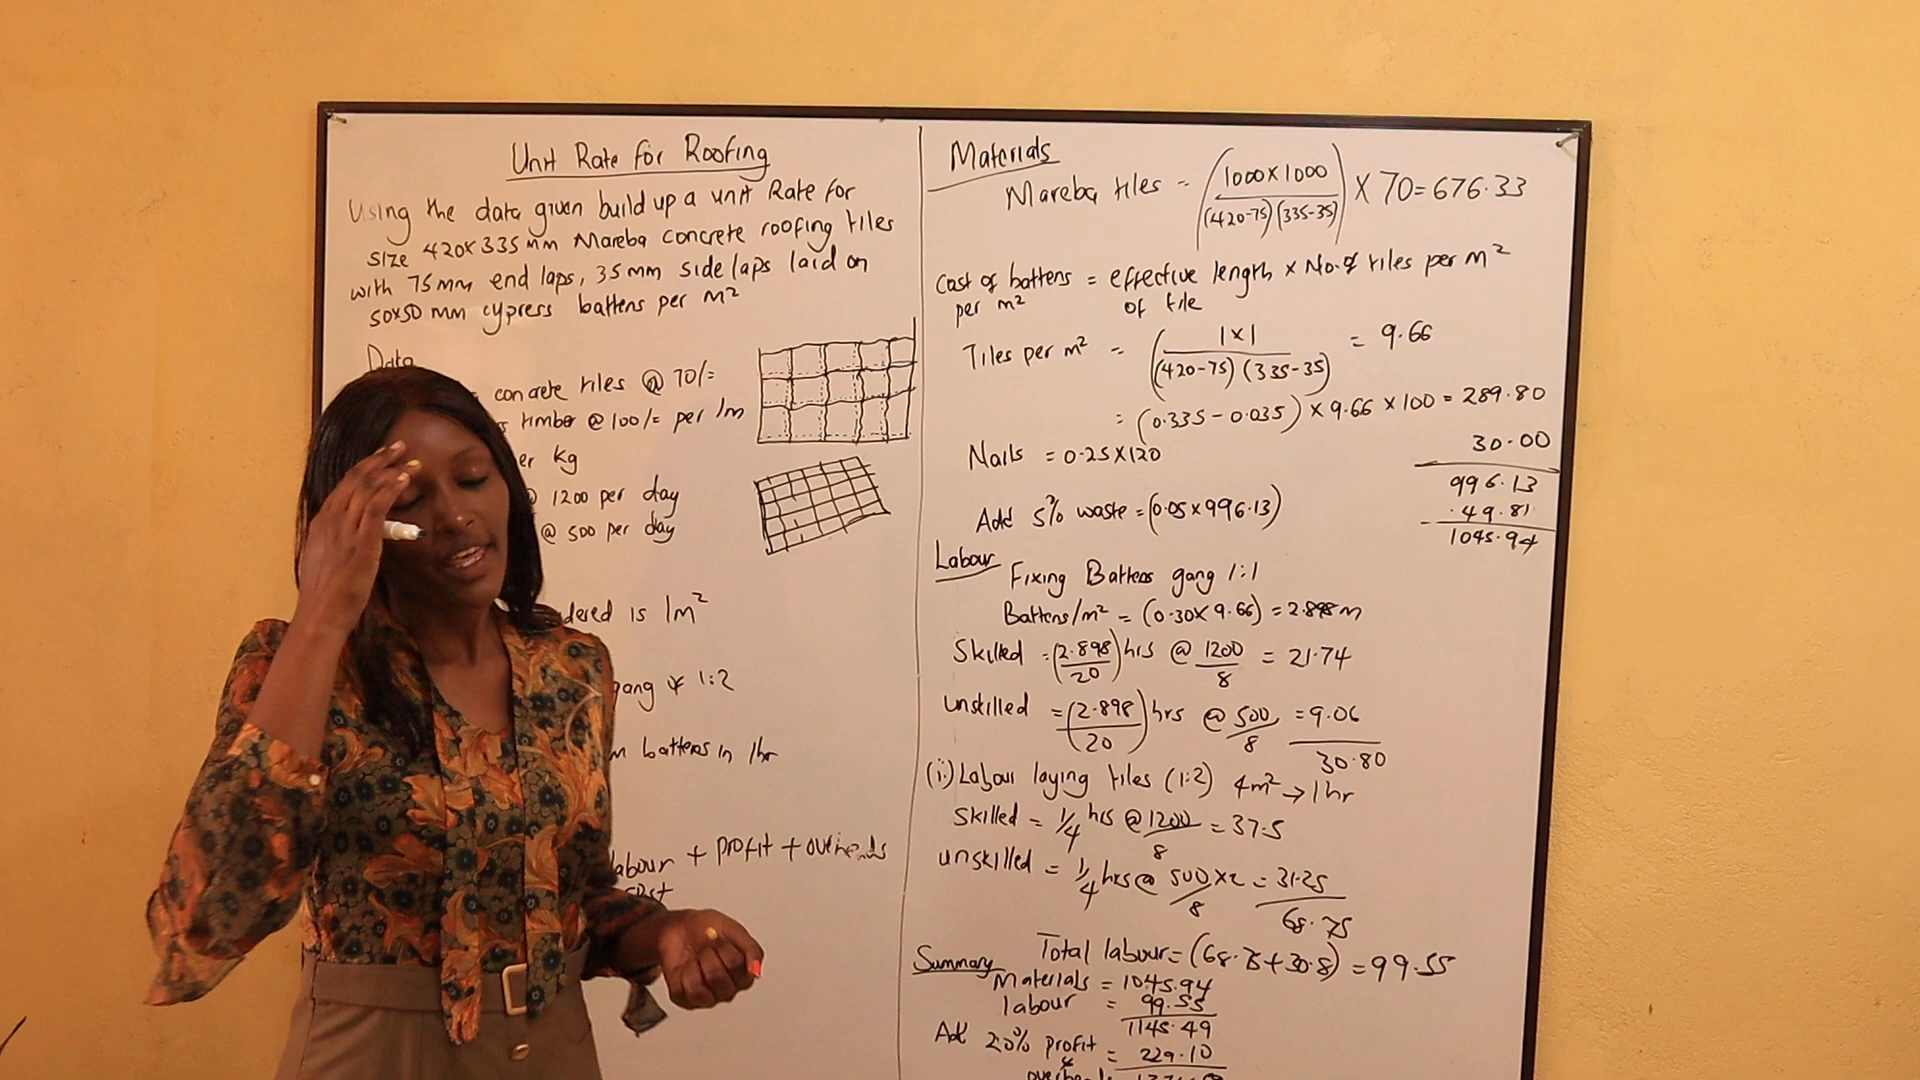 Unit Rate for Roofing
Using the data given build up a unit Rate for
size 420x335mm Mareba concrete roofing tiles
with 75mm end laps, 35mm side laps laid on
50x50 mm cypress battens per m²
Data
concrete tiles @ 70/=
timber @ 100/= per lm
er kg
@ 1200 per day
@ 500 per day
dered is 1m²
gang of 1:2
m battens in 1hr
labour + profit + overheads
cost
Materials
Mareba tiles = (1000x1000/(420-75)(335-35)) x 70 = 676.33
Cost of battens = effective length x No. of tiles per m²
per m² of tile
Tiles per m² = (1x1/(420-75)(335-35)) = 9.66
= (0.335-0.035) x 9.66 x 100 = 289.80
Nails = 0.25x120 30.00
996.13
Add 5% waste = (0.05x996.13) 49.81
1045.94
Labour
Fixing Battens gang 1:1
Battens/m² = (0.30x9.66) = 2.898m
Skilled = (2.898/20)hrs @ 1200/8 = 21.74
unskilled = (2.898/20)hrs @ 500/8 = 9.06
30.80
(i.) Labour laying tiles (1:2) 4m² → 1hr
Skilled = 1/4 hrs @ 1200/8 = 37.5
unskilled = 1/4 hrs @ 500/8 x2 = 31.25
68.75
Total labour = (68.75+30.8) = 99.55
Summary
Materials = 1045.94
labour = 99.55
1145.49
Add 20% profit = 229.10
&